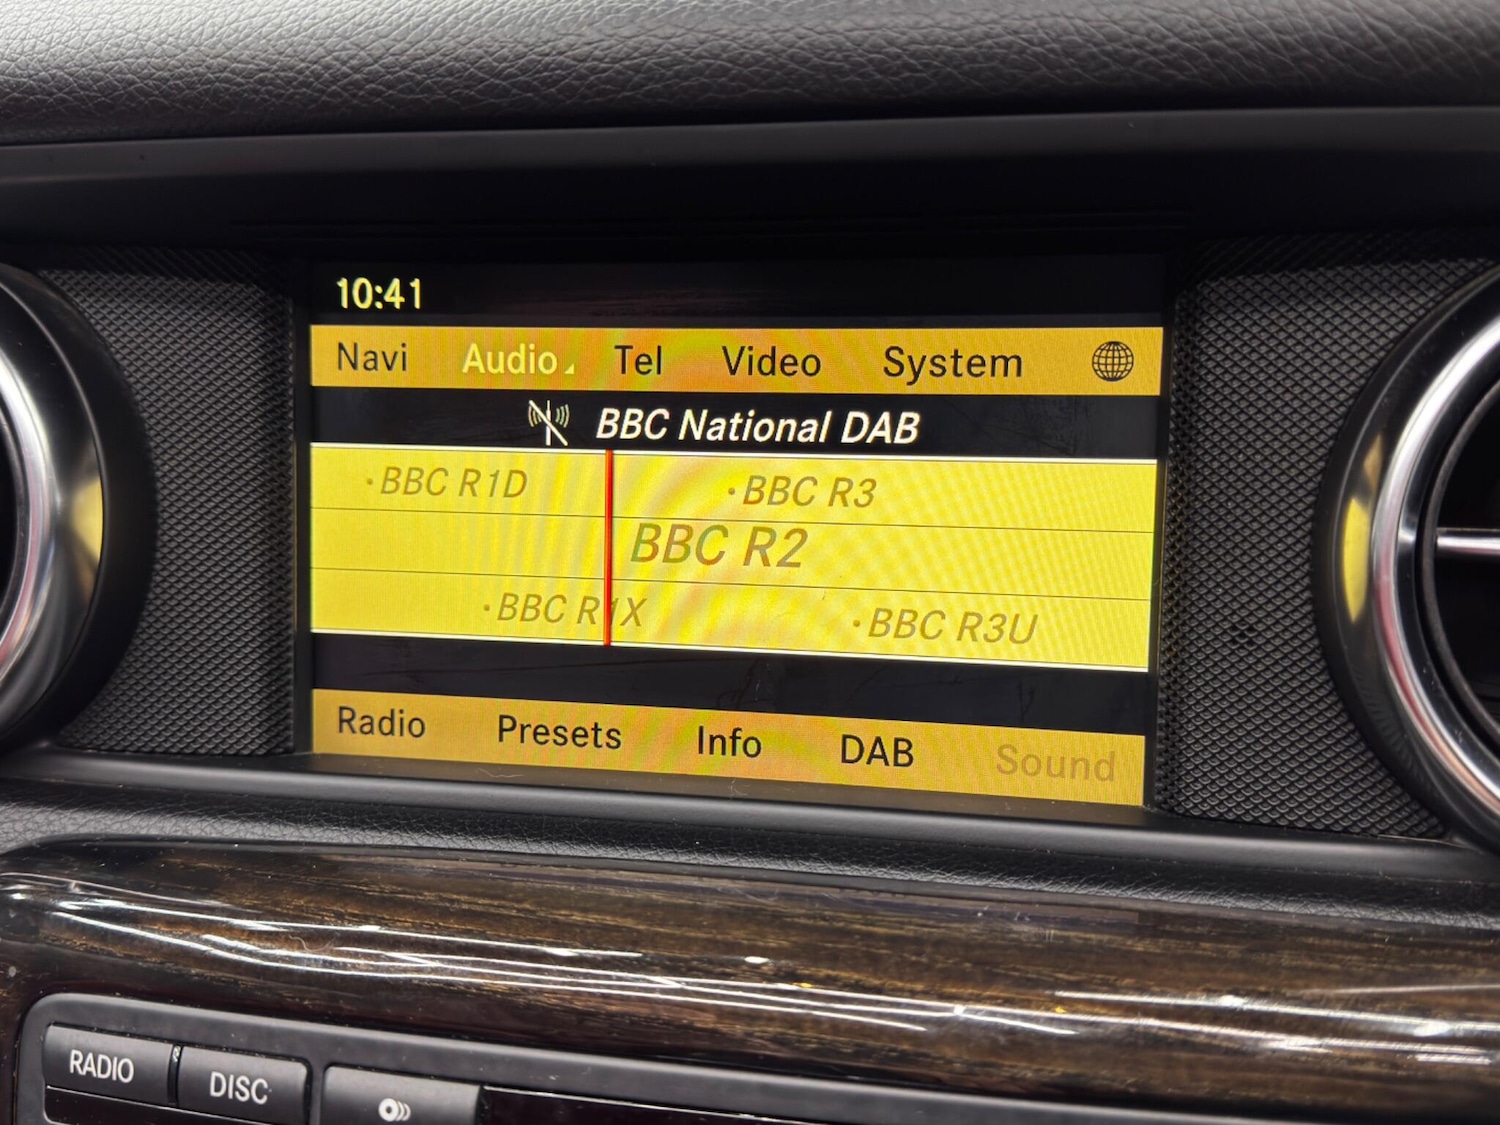 10:41
Navi Audio Tel Video System
BBC National DAB
·BBC R1D ·BBC R3
BBC R2
·BBC R1X ·BBC R3U
Radio Presets Info DAB Sound
RADIO DISC